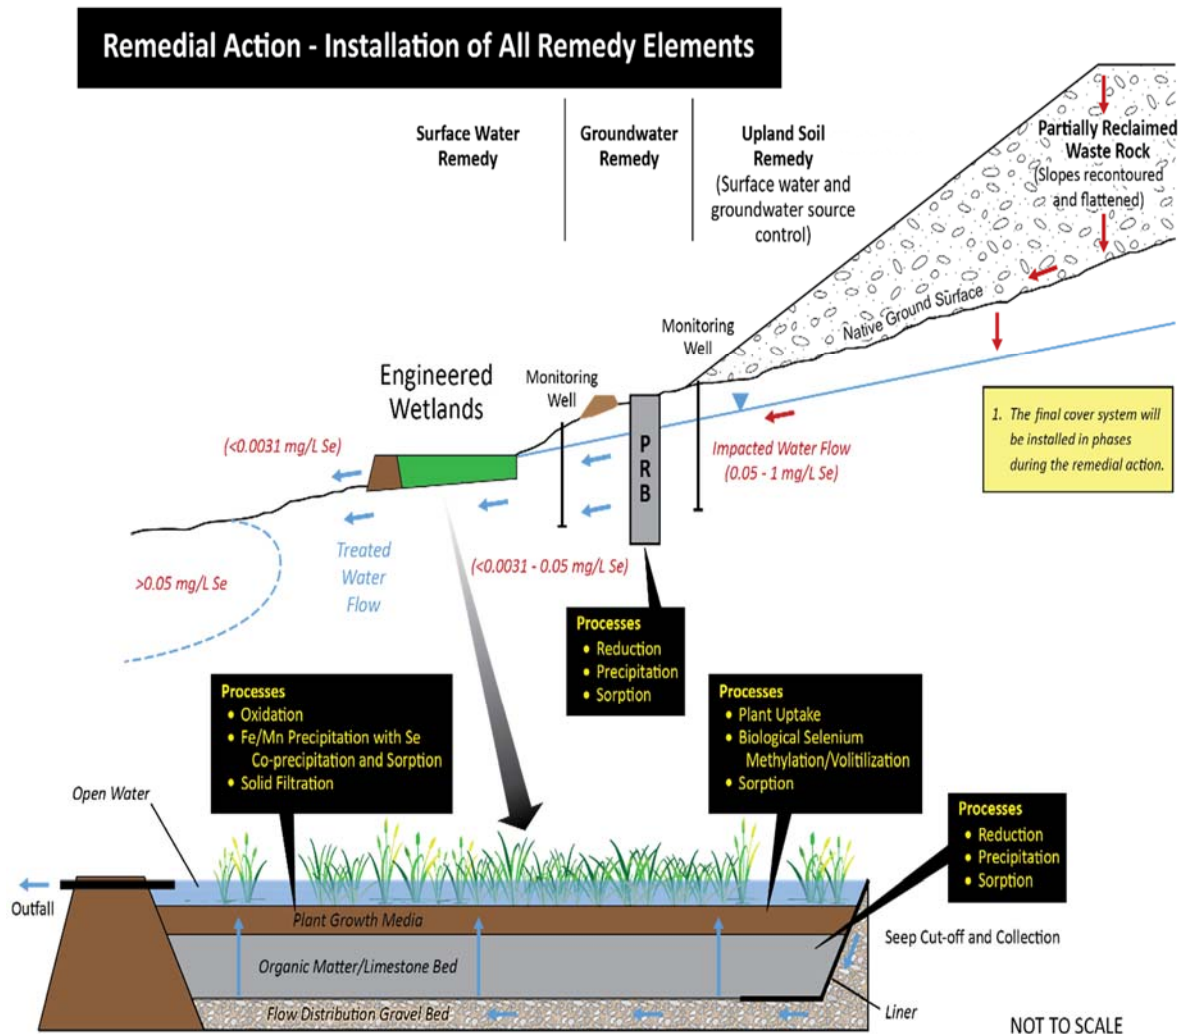 Remedial Action - Installation of All Remedy Elements
Surface Water
Remedy
Groundwater
Remedy
Upland Soil
Remedy
(Surface water and
groundwater source
control)
Partially Reclaimed
Waste Rock
(Slopes recontoured
and flattened)
Native Ground Surface
Monitoring
Well
Engineered
Wetlands
Monitoring
Well
(<0.0031 mg/L Se)
P
R
B
Impacted Water Flow
(0.05 - 1 mg/L Se)
1. The final cover system will
be installed in phases
during the remedial action.
>0.05 mg/L Se
Treated
Water
Flow
(<0.0031 - 0.05 mg/L Se)
Processes
• Reduction
• Precipitation
• Sorption
Processes
• Oxidation
• Fe/Mn Precipitation with Se
Co-precipitation and Sorption
• Solid Filtration
Processes
• Plant Uptake
• Biological Selenium
Methylation/Volitilization
• Sorption
Processes
• Reduction
• Precipitation
• Sorption
Open Water
Outfall
Plant Growth Media
Organic Matter/Limestone Bed
Flow Distribution Gravel Bed
Seep Cut-off and Collection
Liner
NOT TO SCALE